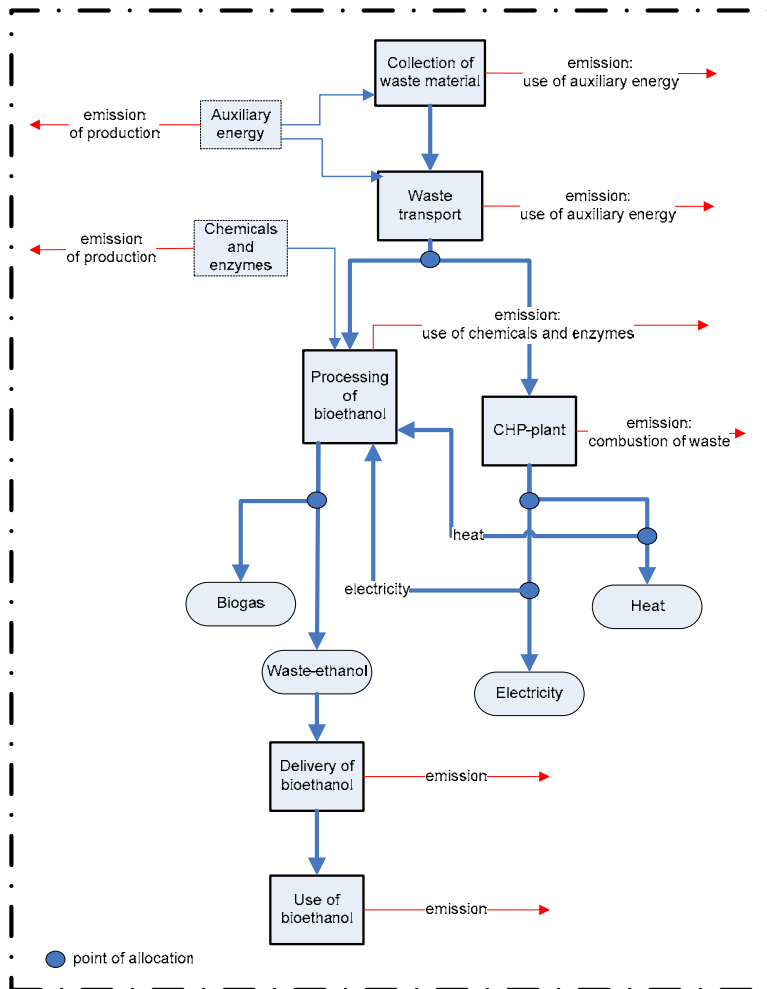 Collection of
waste material
emission:
use of auxiliary energy
emission
of production
Auxiliary
energy
Waste
transport
emission:
use of auxiliary energy
emission
of production
Chemicals
and
enzymes
emission:
use of chemicals and enzymes
Processing
of
bioethanol
CHP-plant
emission:
combustion of waste
heat
electricity
Biogas
Heat
Waste-ethanol
Electricity
Delivery of
bioethanol
emission
Use of
bioethanol
emission
point of allocation